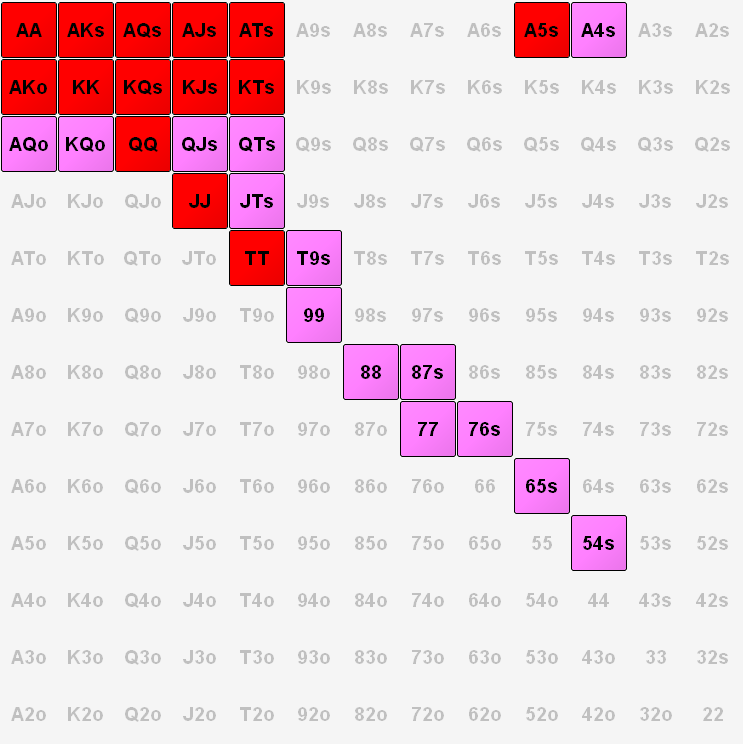 AA AKs AQs AJs ATs A9s A8s A7s A6s A5s A4s A3s A2s
AKo KK KQs KJs KTs K9s K8s K7s K6s K5s K4s K3s K2s
AQo KQo QQ QJs QTs Q9s Q8s Q7s Q6s Q5s Q4s Q3s Q2s
AJo KJo QJo JJ JTs J9s J8s J7s J6s J5s J4s J3s J2s
ATo KTo QTo JTo TT T9s T8s T7s T6s T5s T4s T3s T2s
A9o K9o Q9o J9o T9o 99 98s 97s 96s 95s 94s 93s 92s
A8o K8o Q8o J8o T8o 98o 88 87s 86s 85s 84s 83s 82s
A7o K7o Q7o J7o T7o 97o 87o 77 76s 75s 74s 73s 72s
A6o K6o Q6o J6o T6o 96o 86o 76o 66 65s 64s 63s 62s
A5o K5o Q5o J5o T5o 95o 85o 75o 65o 55 54s 53s 52s
A4o K4o Q4o J4o T4o 94o 84o 74o 64o 54o 44 43s 42s
A3o K3o Q3o J3o T3o 93o 83o 73o 63o 53o 43o 33 32s
A2o K2o Q2o J2o T2o 92o 82o 72o 62o 52o 42o 32o 22